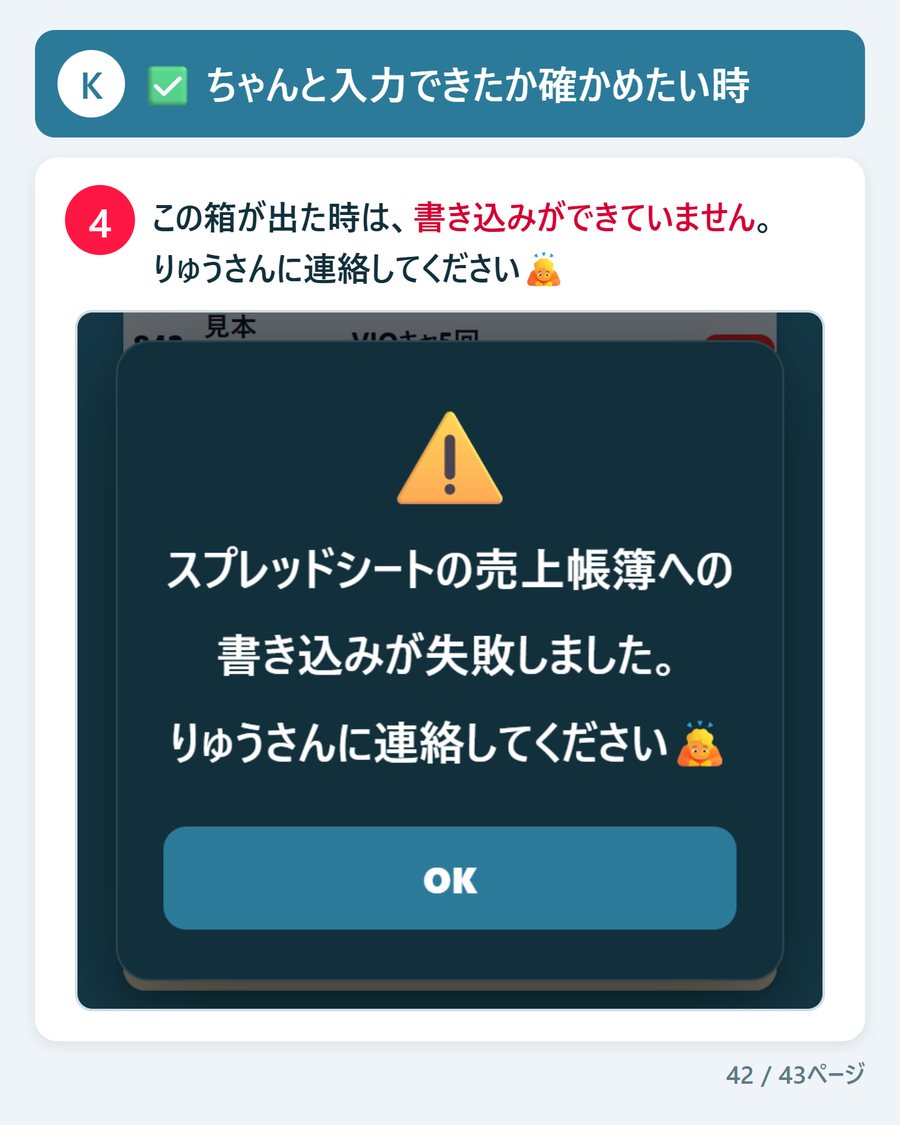 K ✅ ちゃんと入力できたか確かめたい時
4 この箱が出た時は、書き込みができていません。
りゅうさんに連絡してください🙇
見本
スプレッドシートの売上帳簿への
書き込みが失敗しました。
りゅうさんに連絡してください🙇
OK
42 / 43ページ